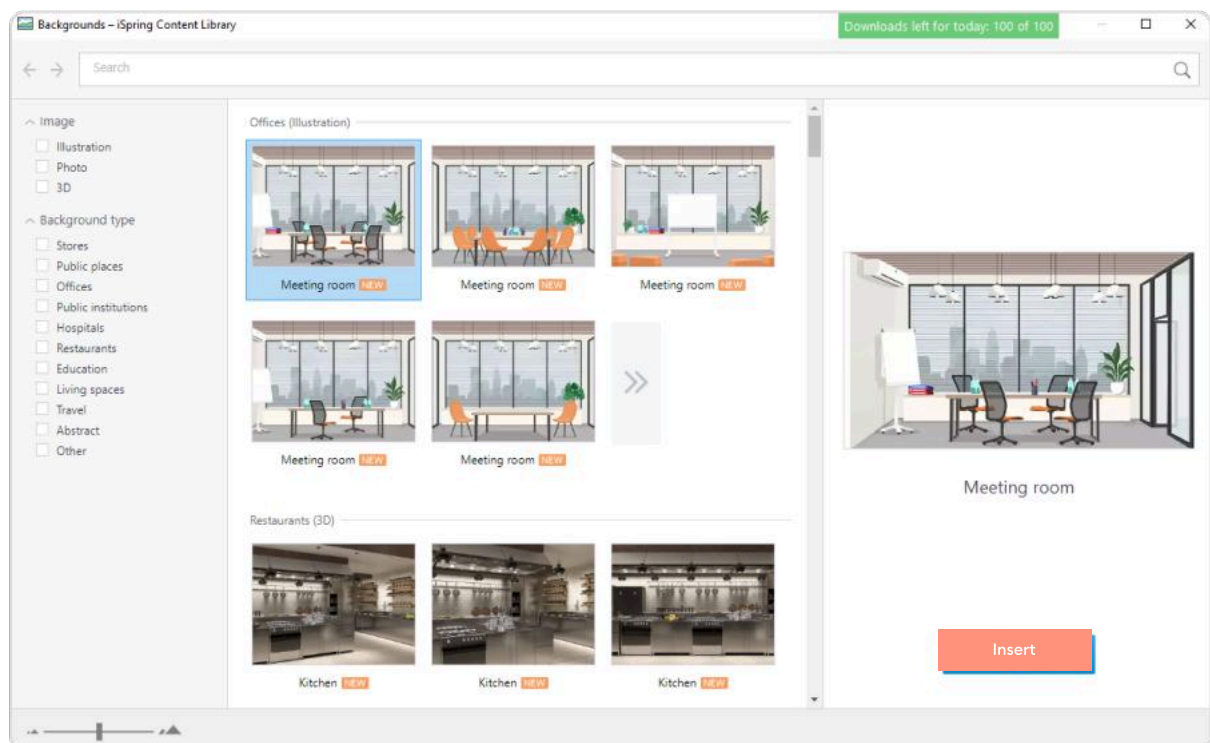 Backgrounds – iSpring Content Library
Downloads left for today: 100 of 100
Search
Image
Illustration
Photo
3D
Background type
Stores
Public places
Offices
Public institutions
Hospitals
Restaurants
Education
Living spaces
Travel
Abstract
Other
Offices (Illustration)
Meeting room NEW
Meeting room NEW
Meeting room NEW
Meeting room NEW
Meeting room NEW
Restaurants (3D)
Kitchen NEW
Kitchen NEW
Kitchen NEW
Meeting room
Insert